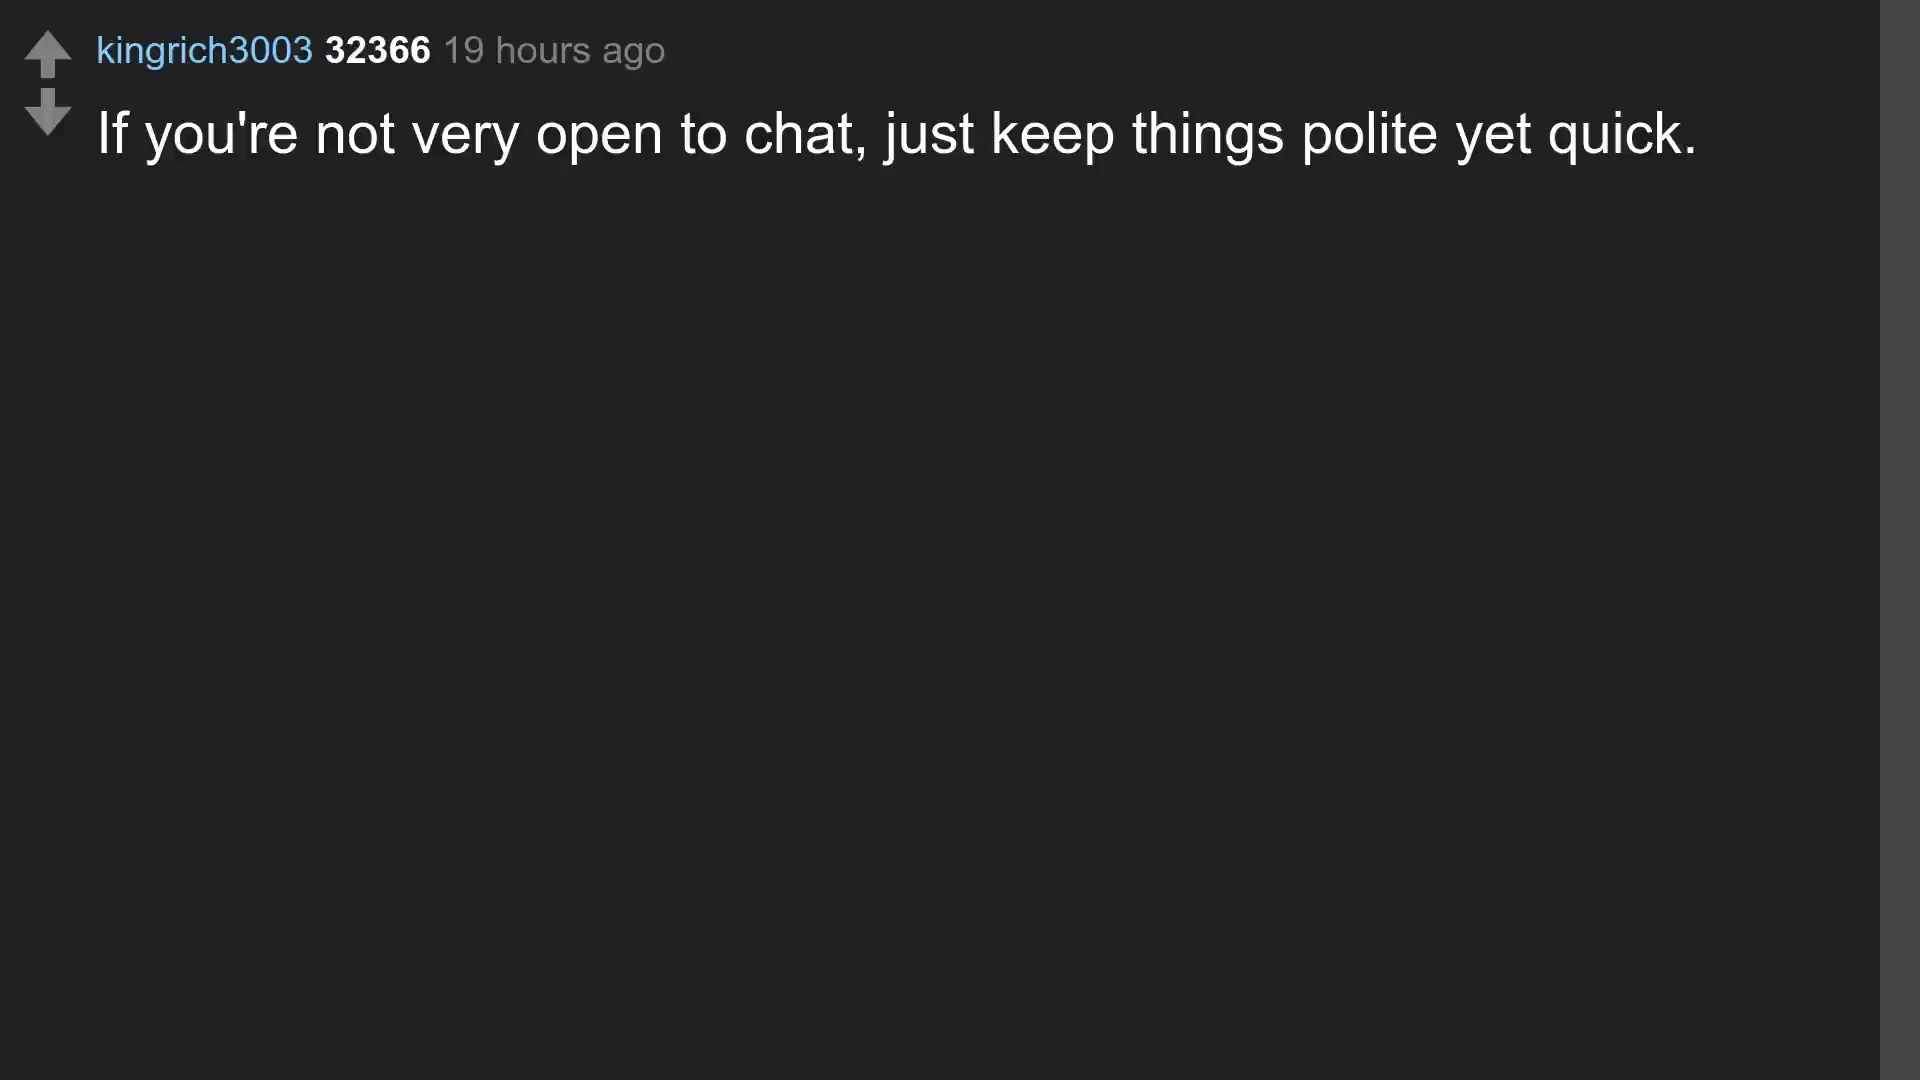 kingrich3003 32366 19 hours ago
If you're not very open to chat, just keep things polite yet quick.